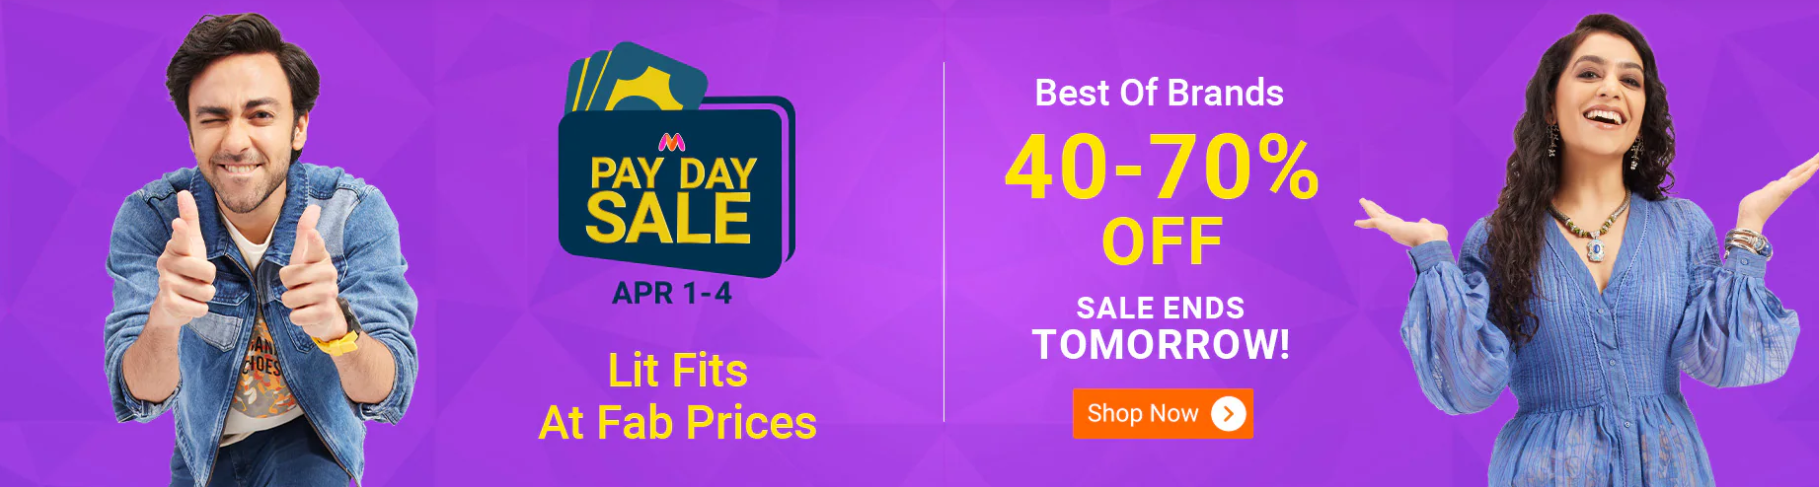 PAY DAY
SALE
APR 1-4
Lit Fits
At Fab Prices
Best Of Brands
40-70%
OFF
SALE ENDS
TOMORROW!
Shop Now